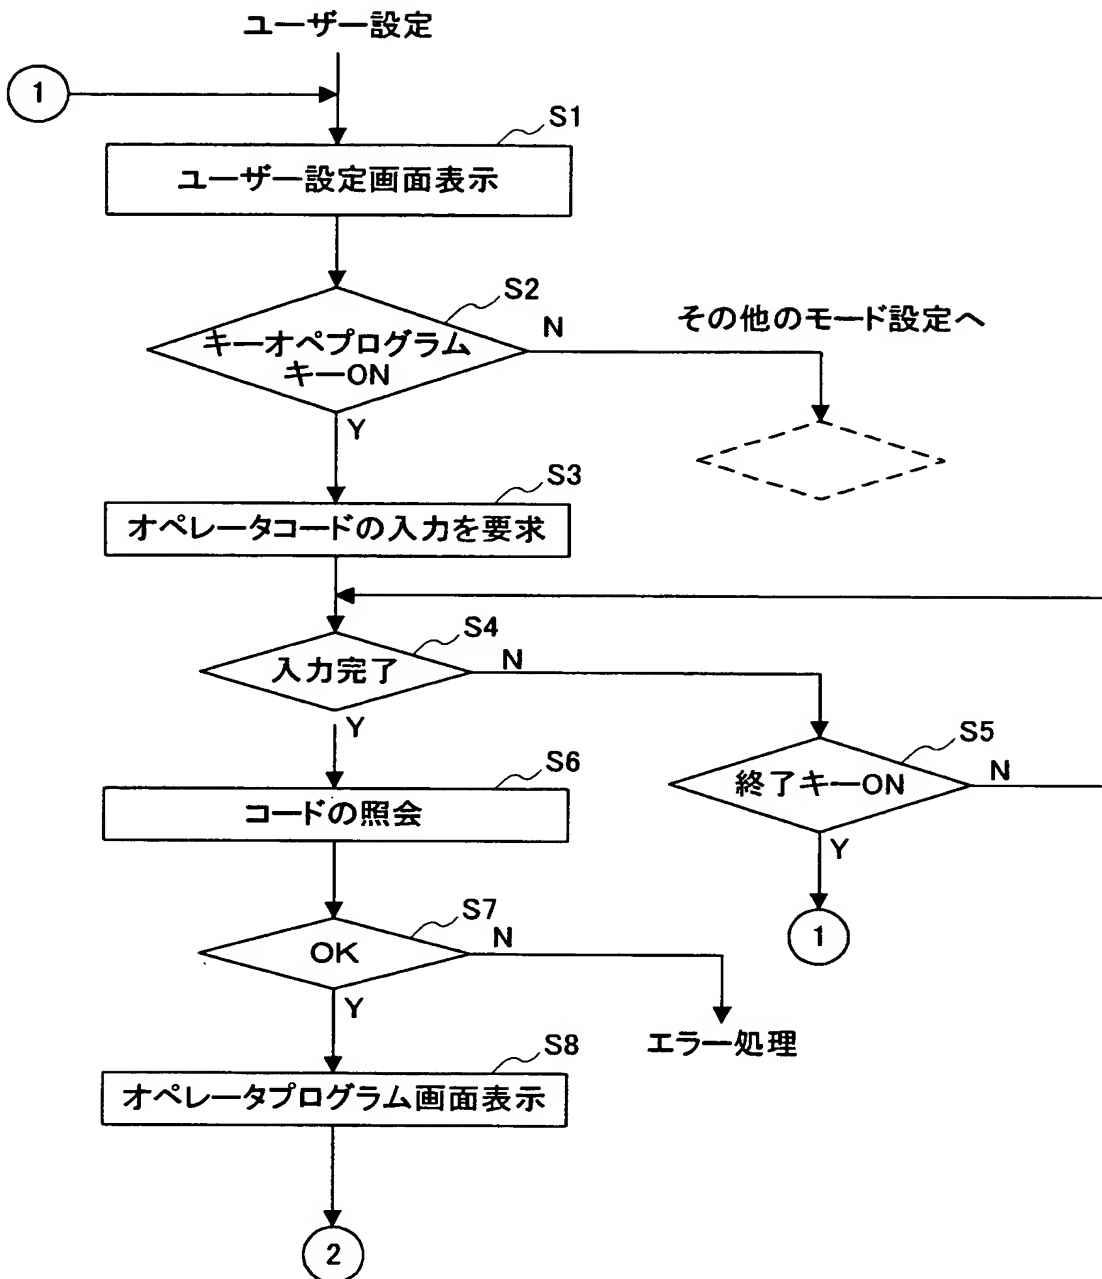 ユーザー設定
1
S1
ユーザー設定画面表示
S2
キーオペプログラム
キーON
N
その他のモード設定へ
Y
S3
オペレータコードの入力を要求
S4
入力完了
N
Y
S5
終了キーON
N
Y
1
S6
コードの照会
S7
OK
N
Y
エラー処理
S8
オペレータプログラム画面表示
2